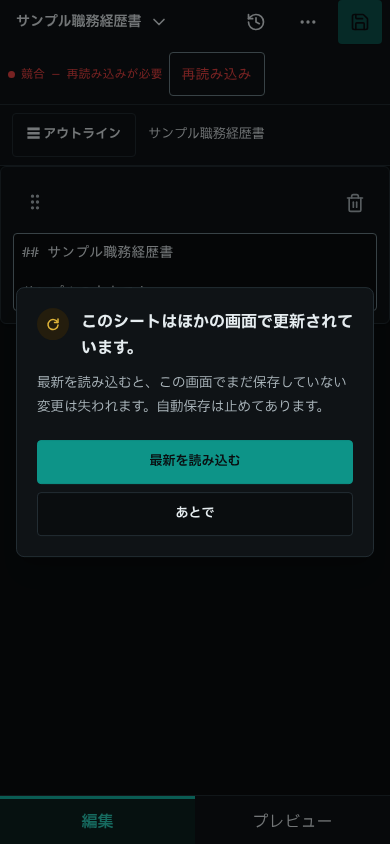 サンプル職務経歴書
競合 — 再読み込みが必要
再読み込み
アウトライン
サンプル職務経歴書
## サンプル職務経歴書
このシートはほかの画面で更新されて
います。
最新を読み込むと、この画面でまだ保存していない
変更は失われます。自動保存は止めてあります。
最新を読み込む
あとで
編集
プレビュー